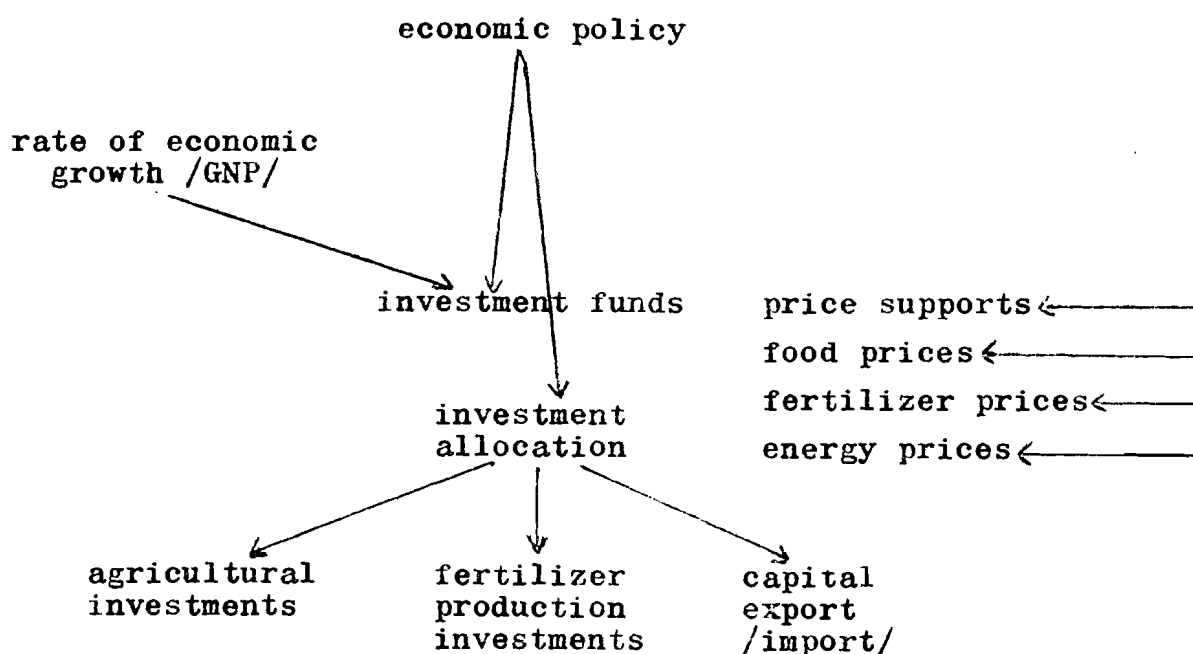 economic policy
rate of economic
growth /GNP/
investment funds
price supports
food prices
fertilizer prices
energy prices
investment
allocation
agricultural
investments
fertilizer
production
investments
capital
export
/import/